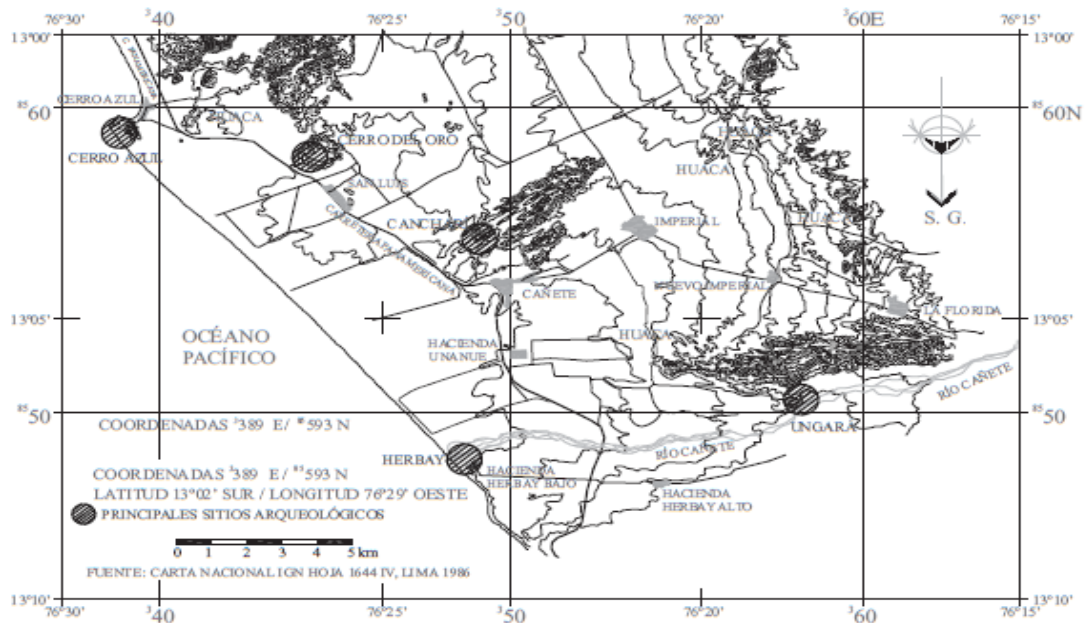 76°30' ³40 76°25' ³50 76°20' ³60E 76°15'
13°00' 13°00'
CERRO AZUL
⁸⁵60 ⁸⁵60N
HUACA
CERRO AZUL
CERRO DEL ORO
HUACA
HUACA
SAN LUIS
HUACA
S. G.
CANCHARI
IMPERIAL
CARRETERA PANAMERICANA
NUEVO IMPERIAL
CAÑETE
LA FLORIDA
13°05' 13°05'
OCÉANO
PACÍFICO
HUACA
HACIENDA
UNANUE
RÍO CAÑETE
⁸⁵50 ⁸⁵50
COORDENADAS ³389 E/ ⁸⁵593 N
UNGARÁ
HERBAY
RÍO CAÑETE
HACIENDA
HERBAY BAJO
COORDENADAS ³389 E/ ⁸⁵593 N
LATITUD 13°02' SUR / LONGITUD 76°29' OESTE
HACIENDA
HERBAY ALTO
PRINCIPALES SITIOS ARQUEOLÓGICOS
0 1 2 3 4 5 km
FUENTE: CARTA NACIONAL IGN HOJA 1644 IV, LIMA 1986
13°10' 13°10'
76°30' ³40 76°25' ³50 76°20' ³60 76°15'